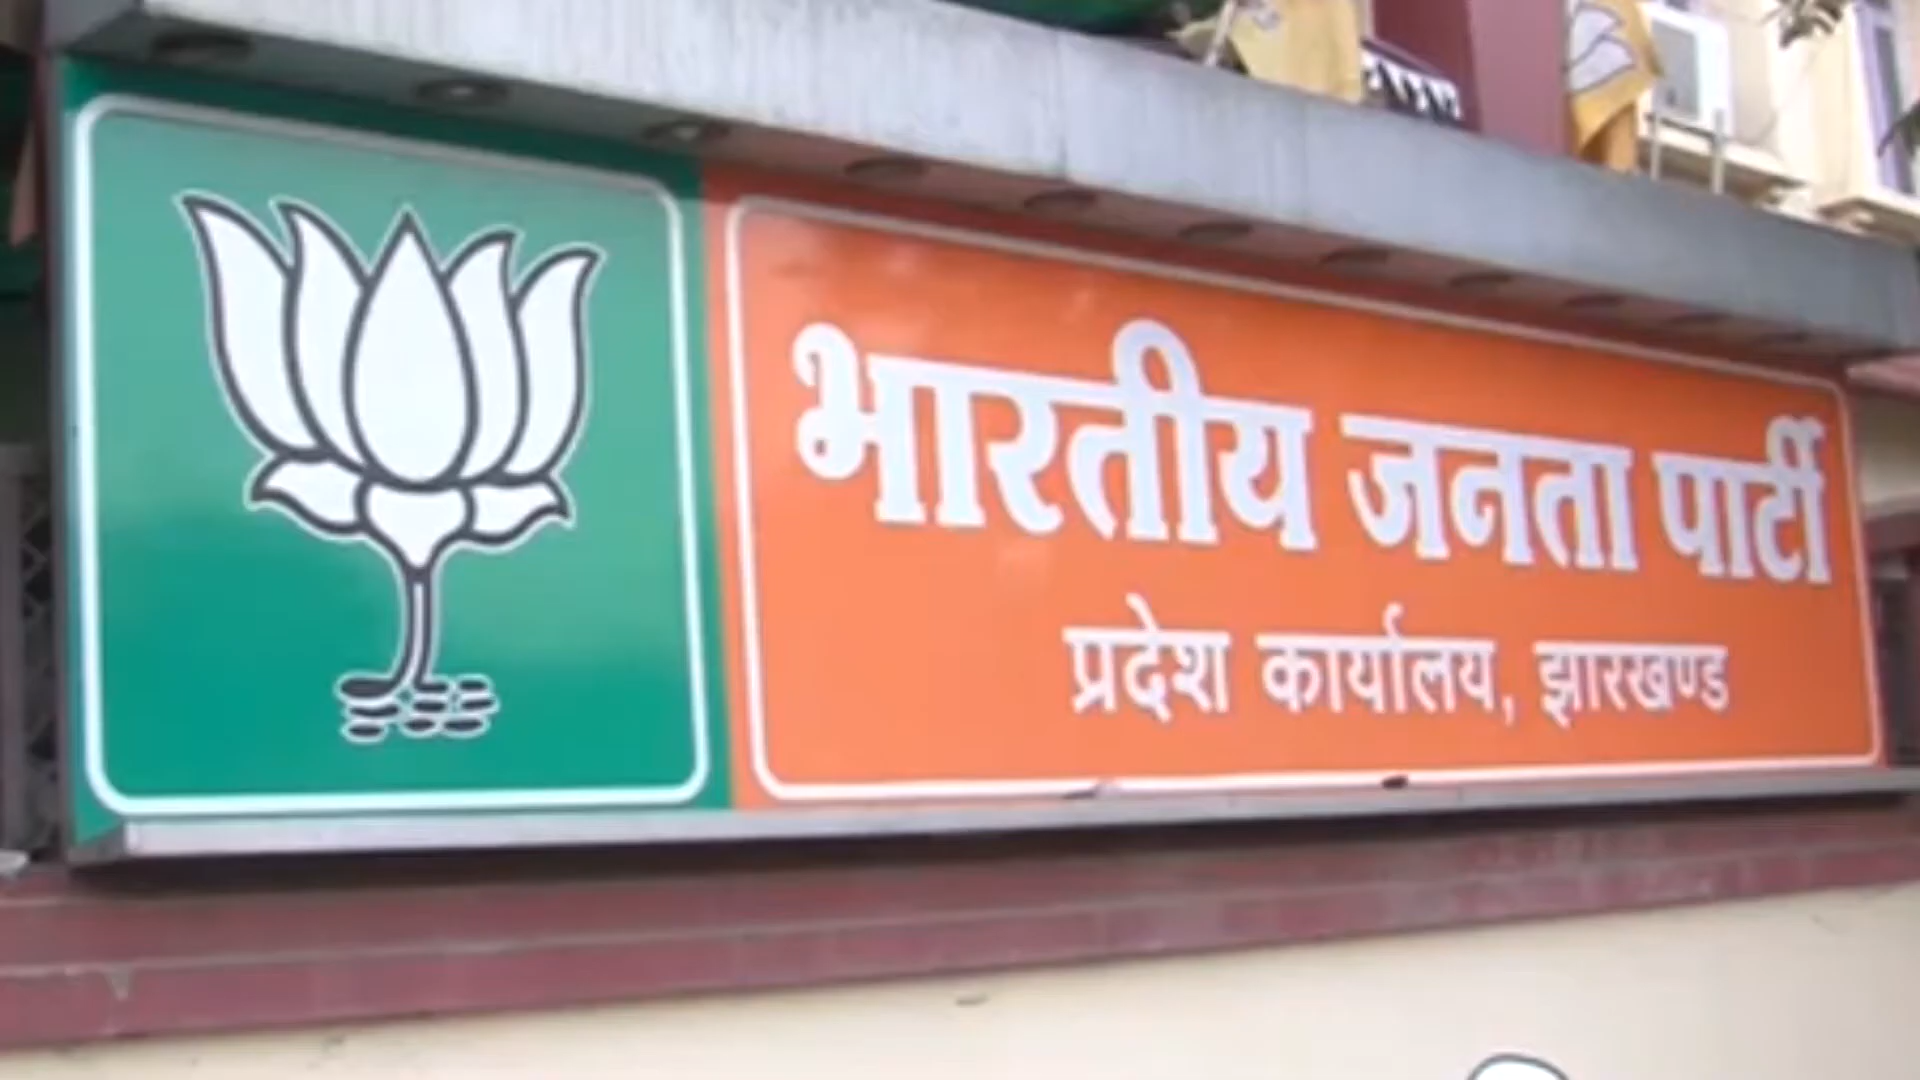 भारतीय जनता पार्टी
प्रदेश कार्यालय, झारखण्ड